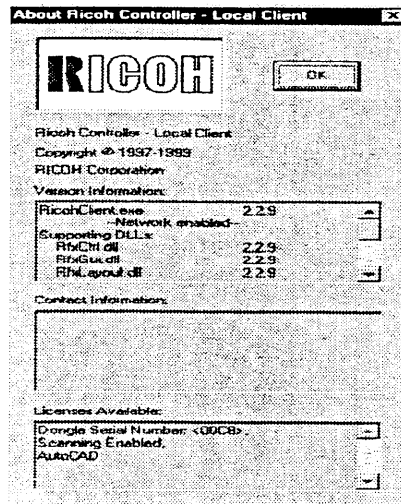 About Ricoh Controller - Local Client
RICOH
OK
Ricoh Controller - Local Client
Copyright © 1997-1999
RICOH Corporation
Version Information:
RicohClient.exe 2.2.9
--Network enabled--
Supporting DLLs:
RfxCtrl.dll 2.2.9
RfxGui.dll 2.2.9
RfxLayout.dll 2.2.9
Contact Information:
Licenses Available:
Dongle Serial Number: <00C8>,
Scanning Enabled,
AutoCAD